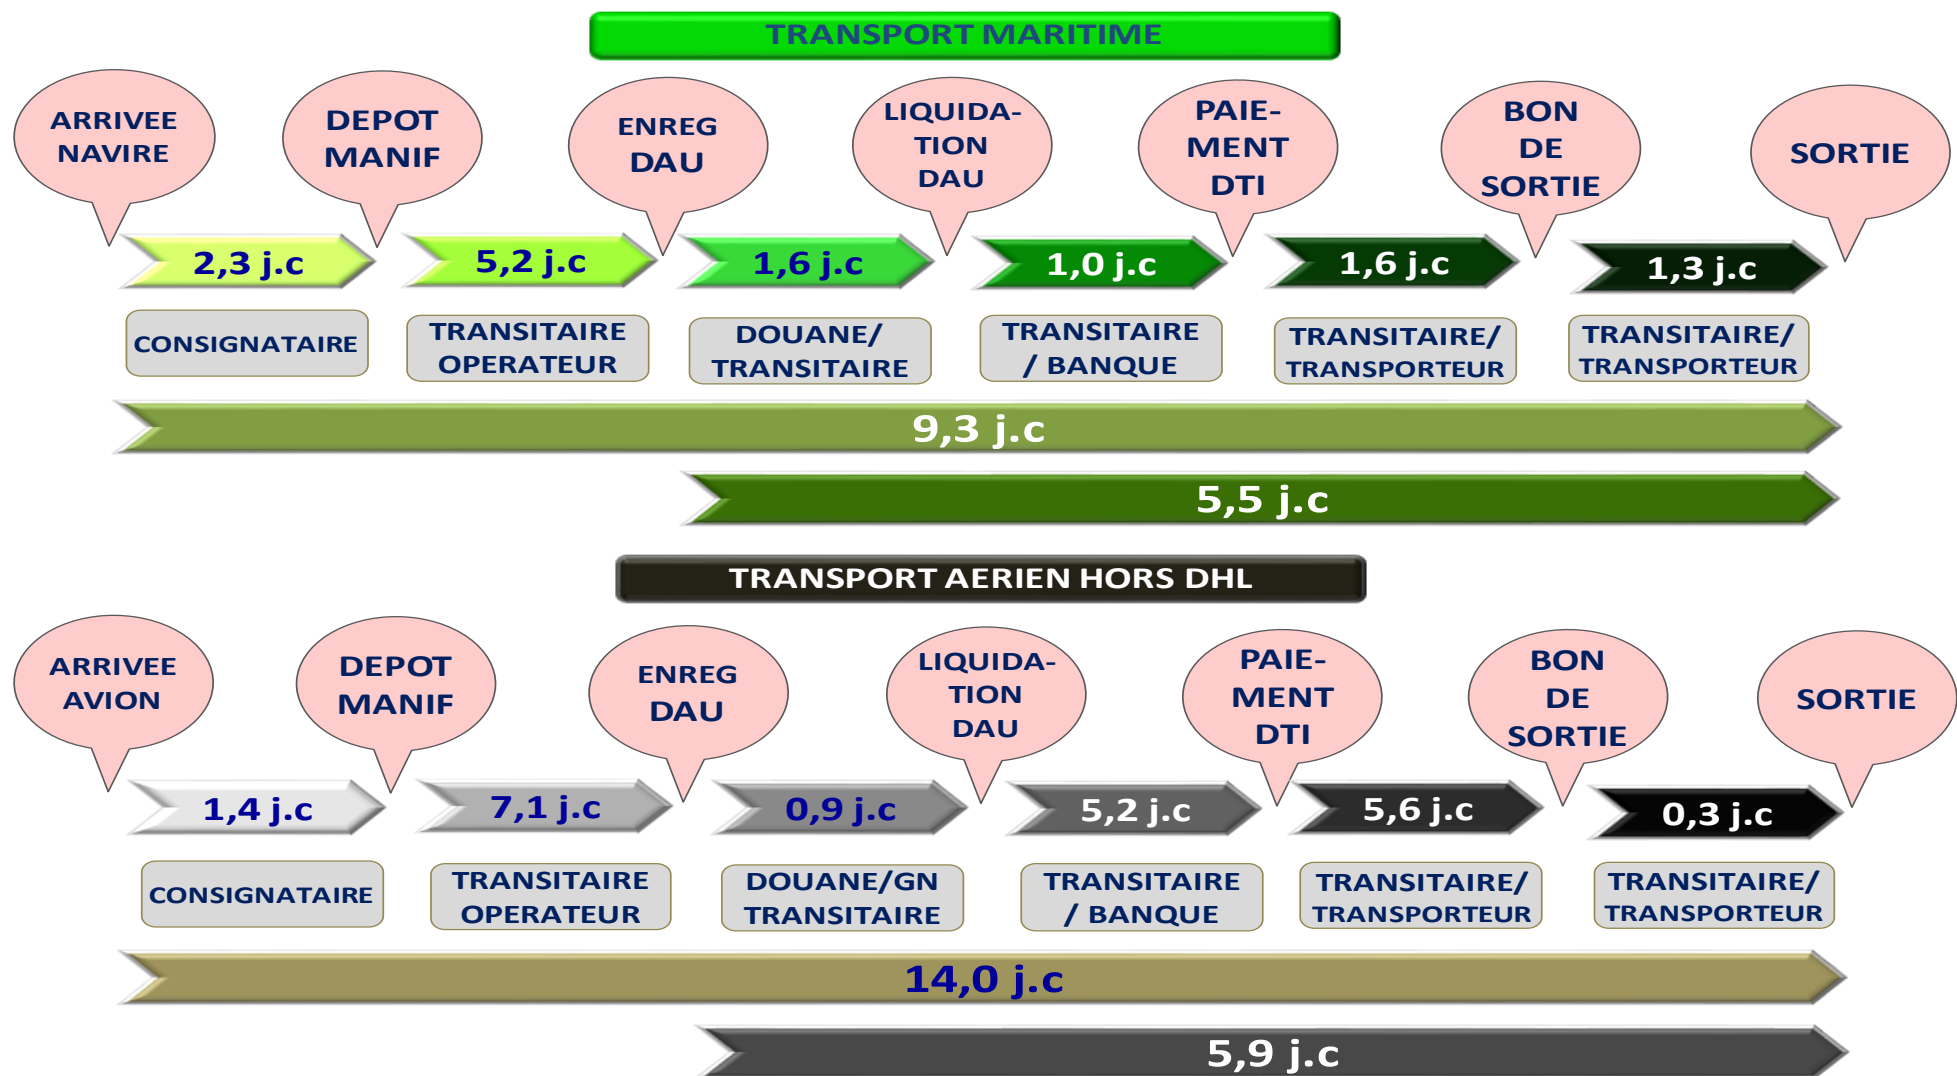 TRANSPORT MARITIME
ARRIVEE
NAVIRE
DEPOT
MANIF
ENREG
DAU
LIQUIDA-
TION
DAU
PAIE-
MENT
DTI
BON
DE
SORTIE
SORTIE
2,3 j.c
5,2 j.c
1,6 j.c
1,0 j.c
1,6 j.c
1,3 j.c
CONSIGNATAIRE
TRANSITAIRE
OPERATEUR
DOUANE/
TRANSITAIRE
TRANSITAIRE
/ BANQUE
TRANSITAIRE/
TRANSPORTEUR
TRANSITAIRE/
TRANSPORTEUR
9,3 j.c
5,5 j.c
TRANSPORT AERIEN HORS DHL
ARRIVEE
AVION
DEPOT
MANIF
ENREG
DAU
LIQUIDA-
TION
DAU
PAIE-
MENT
DTI
BON
DE
SORTIE
SORTIE
1,4 j.c
7,1 j.c
0,9 j.c
5,2 j.c
5,6 j.c
0,3 j.c
CONSIGNATAIRE
TRANSITAIRE
OPERATEUR
DOUANE/GN
TRANSITAIRE
TRANSITAIRE
/ BANQUE
TRANSITAIRE/
TRANSPORTEUR
TRANSITAIRE/
TRANSPORTEUR
14,0 j.c
5,9 j.c